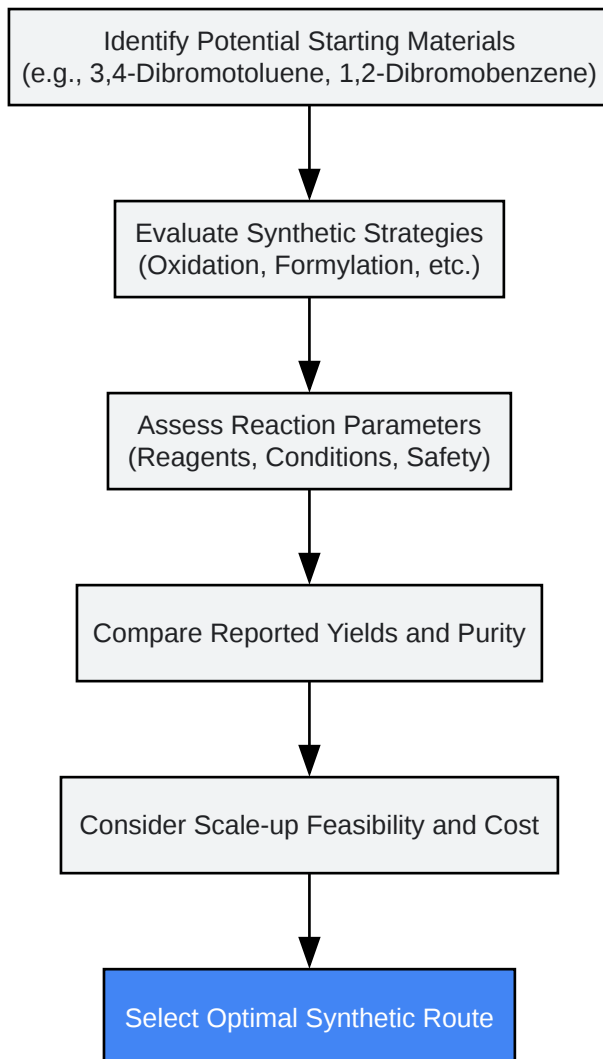 Identify Potential Starting Materials
(e.g., 3,4-Dibromotoluene, 1,2-Dibromobenzene)
Evaluate Synthetic Strategies
(Oxidation, Formylation, etc.)
Assess Reaction Parameters
(Reagents, Conditions, Safety)
Compare Reported Yields and Purity
Consider Scale-up Feasibility and Cost
Select Optimal Synthetic Route